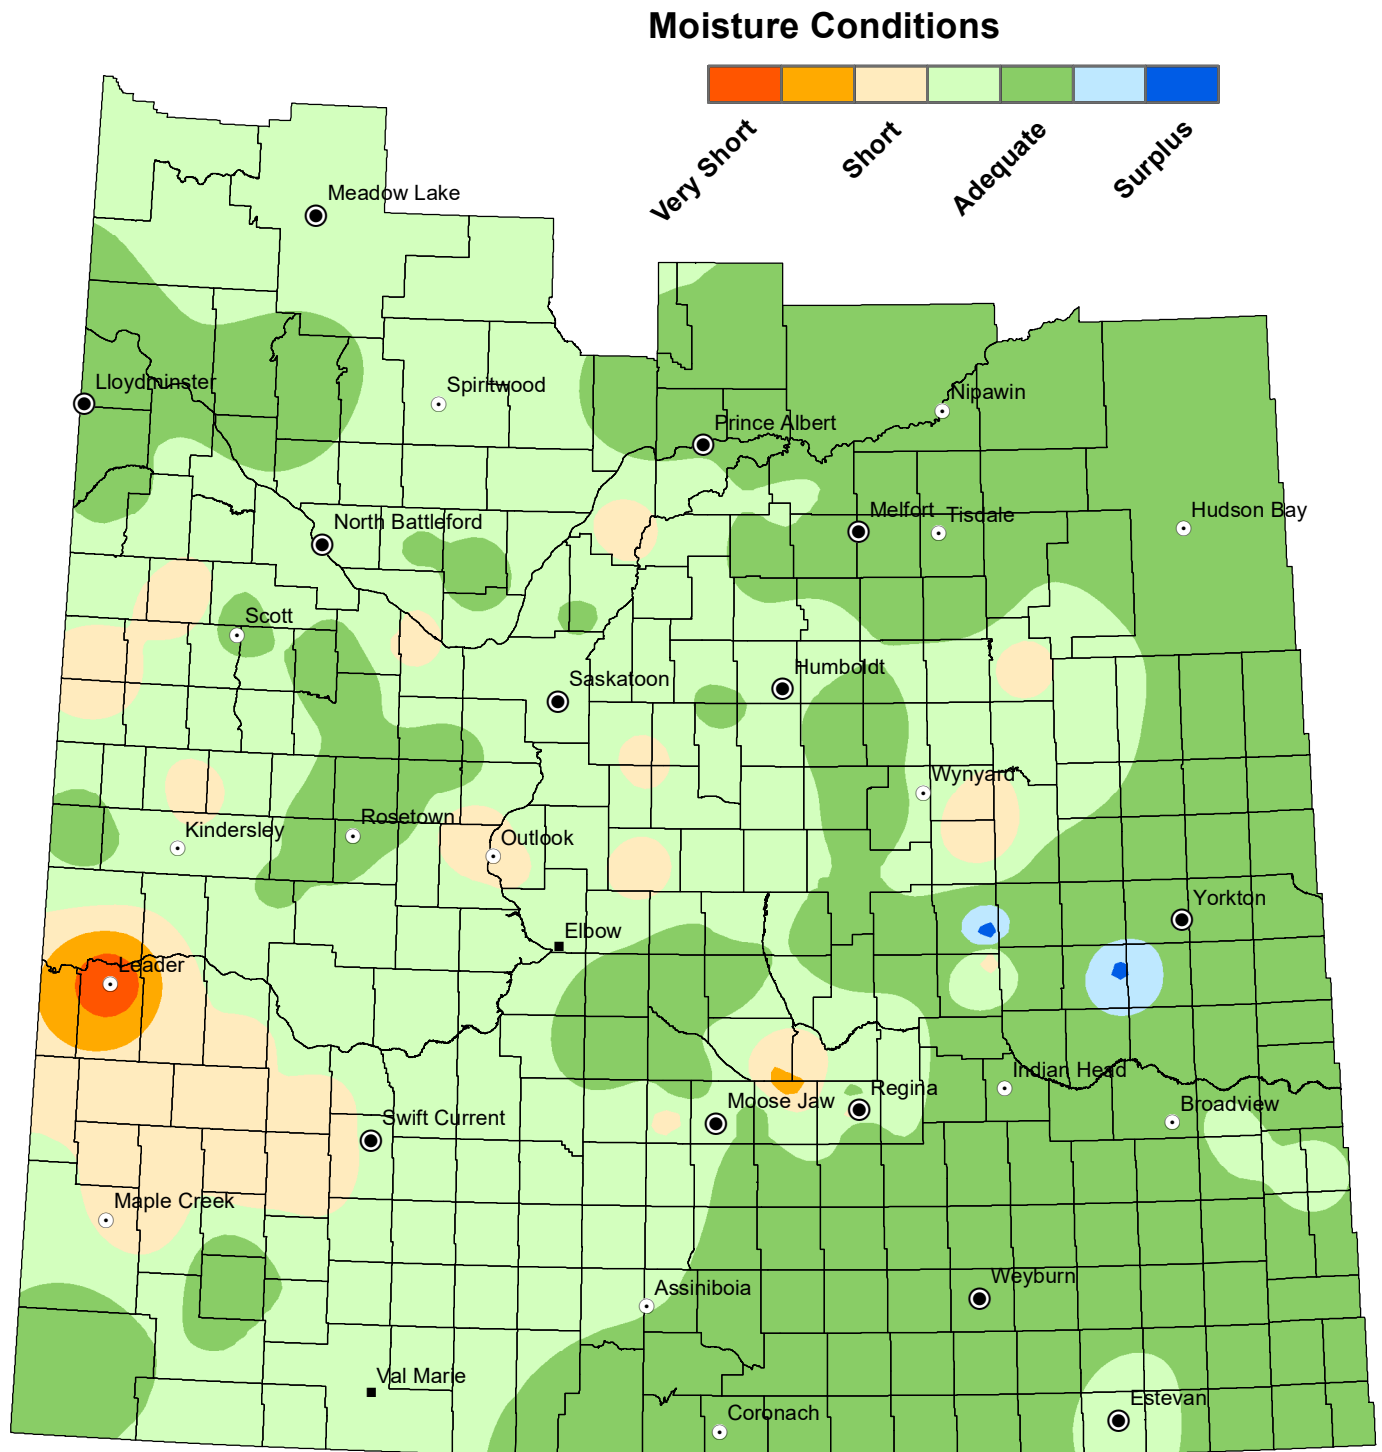 Moisture Conditions
Very Short
Short
Adequate
Surplus
Meadow Lake
Lloydminster
Spiritwood
Nipawin
Prince Albert
Melfort
Tisdale
Hudson Bay
North Battleford
Scott
Humboldt
Saskatoon
Wynyard
Kindersley
Rosetown
Outlook
Yorkton
Elbow
Leader
Indian Head
Regina
Moose Jaw
Broadview
Swift Current
Maple Creek
Weyburn
Assiniboia
Val Marie
Estevan
Coronach